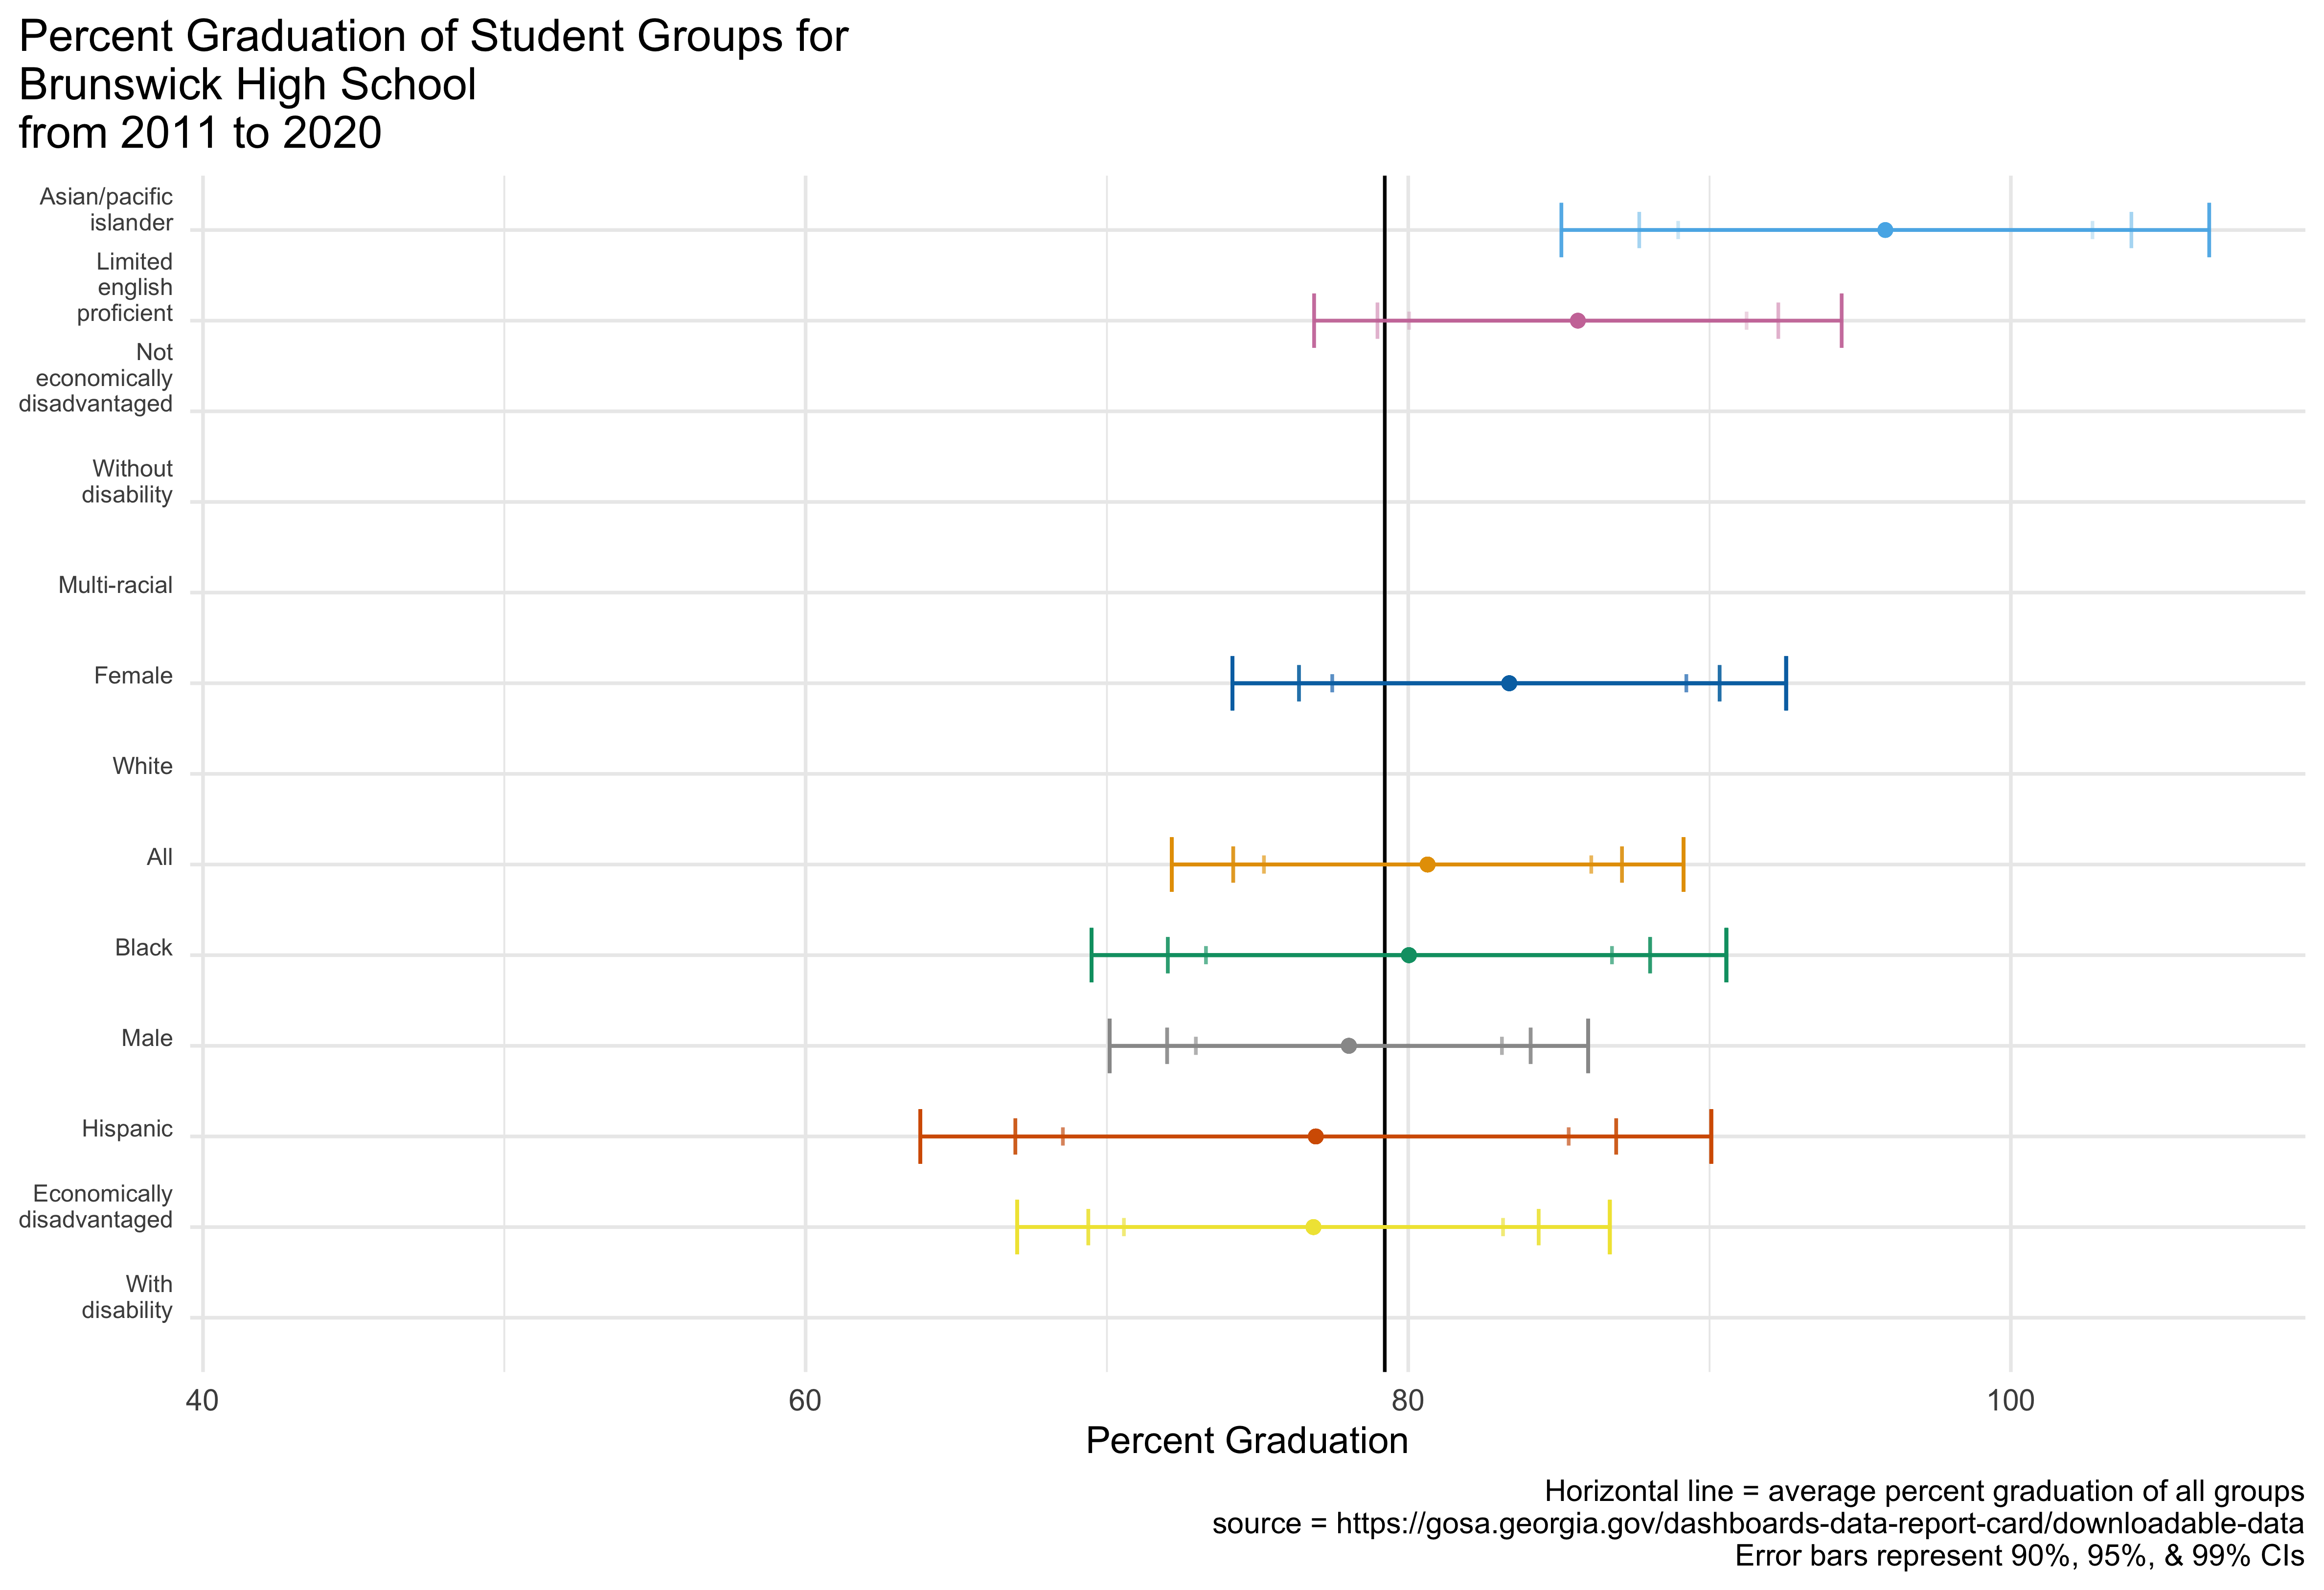 Percent Graduation of Student Groups for
Brunswick High School
from 2011 to 2020
Asian/pacific
islander
Limited
english
proficient
Not
economically
disadvantaged
Without
disability
Multi-racial
Female
White
All
Black
Male
Hispanic
Economically
disadvantaged
With
disability
40 60 80 100
Percent Graduation
Horizontal line = average percent graduation of all groups
source = https://gosa.georgia.gov/dashboards-data-report-card/downloadable-data
Error bars represent 90%, 95%, & 99% CIs